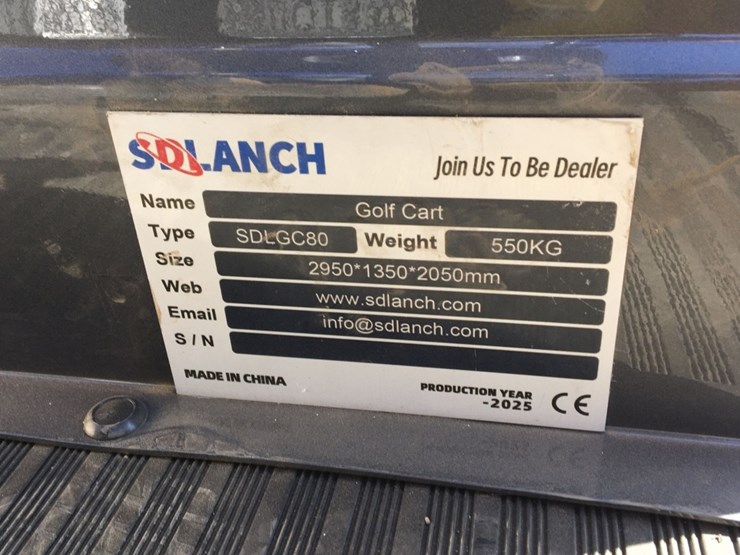 SDLANCH
Join Us To Be Dealer
Name Golf Cart
Type SDLGC80 Weight 550KG
Size 2950*1350*2050mm
Web www.sdlanch.com
Email info@sdlanch.com
S / N
MADE IN CHINA
PRODUCTION YEAR
-2025
CE